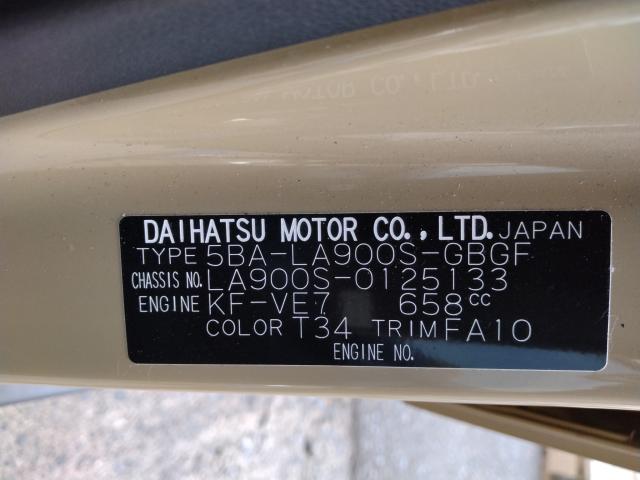 DAIHATSU MOTOR CO., LTD. JAPAN
TYPE 5BA-LA900S-GBGF
CHASSIS NO. LA900S-0125133
ENGINE KF-VE7 658cc
COLOR T34 TRIM FA10
ENGINE NO.